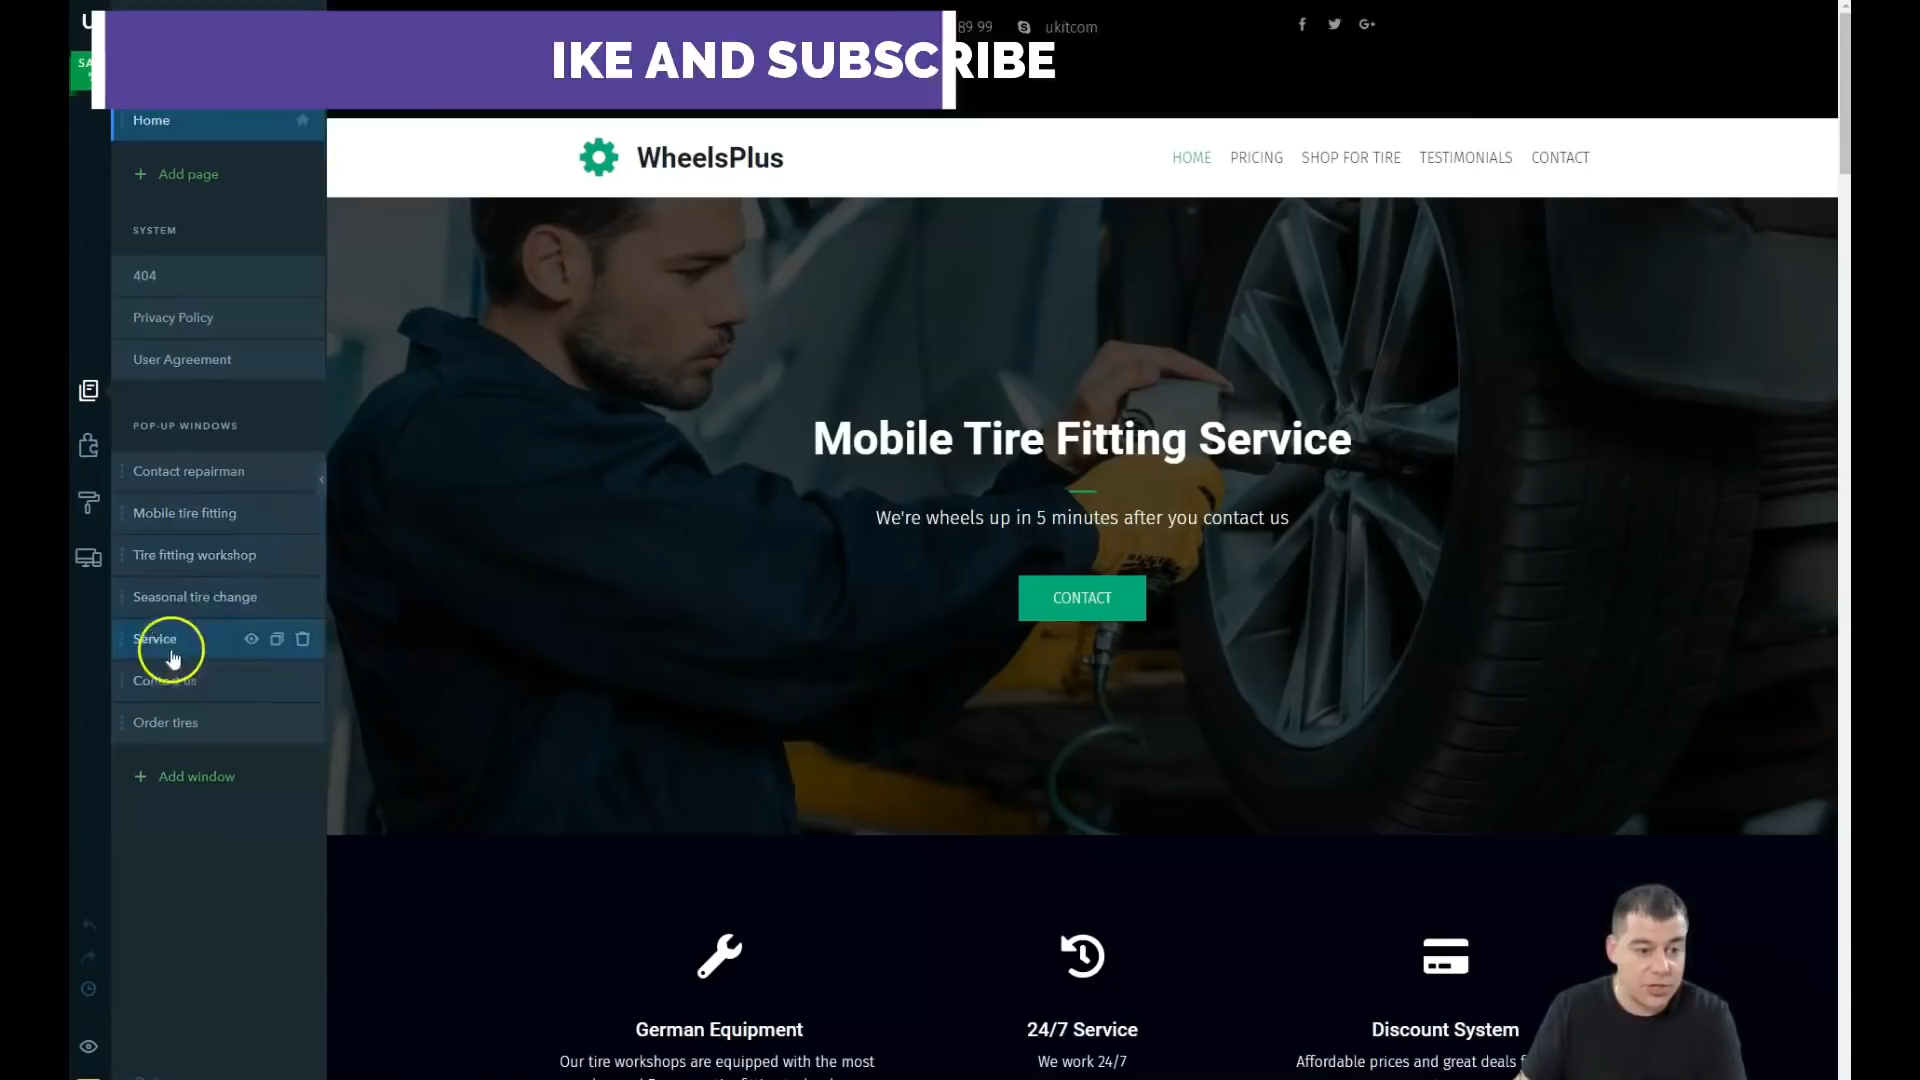 U
89 99
ukitcom
SA
IKE AND SUBSCRIBE
Home
Add page
SYSTEM
404
Privacy Policy
User Agreement
POP-UP WINDOWS
Contact repairman
Mobile tire fitting
Tire fitting workshop
Seasonal tire change
Service
Contact us
Order tires
Add window
WheelsPlus
HOME PRICING SHOP FOR TIRE TESTIMONIALS CONTACT
Mobile Tire Fitting Service
We're wheels up in 5 minutes after you contact us
CONTACT
German Equipment
Our tire workshops are equipped with the most
24/7 Service
We work 24/7
Discount System
Affordable prices and great deals f